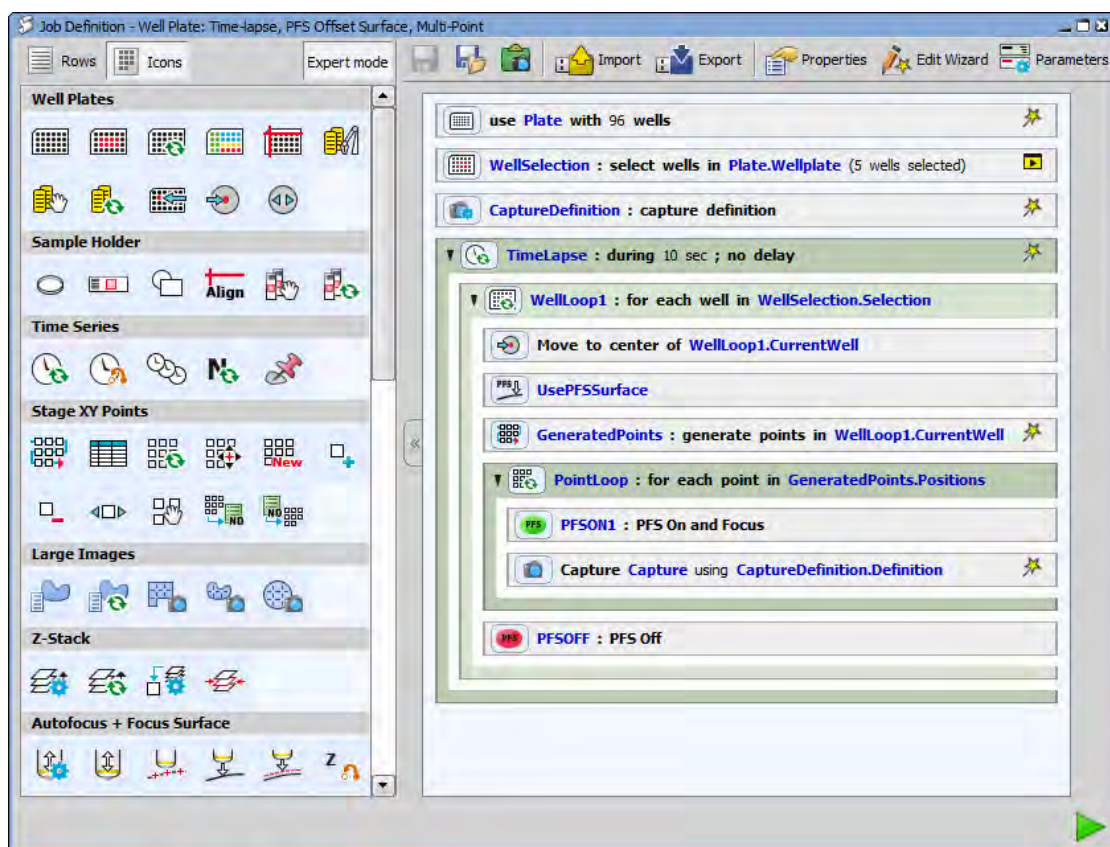 Job Definition - Well Plate: Time-lapse, PFS Offset Surface, Multi-Point
Rows Icons Expert mode Import Export Properties Edit Wizard Parameters
Well Plates
Sample Holder
Align
Time Series
N
Stage XY Points
New
ND
ND
Large Images
Z-Stack
Autofocus + Focus Surface
Z
use Plate with 96 wells
WellSelection : select wells in Plate.Wellplate (5 wells selected)
CaptureDefinition : capture definition
TimeLapse : during 10 sec ; no delay
WellLoop1 : for each well in WellSelection.Selection
Move to center of WellLoop1.CurrentWell
PFS UsePFSSurface
GeneratedPoints : generate points in WellLoop1.CurrentWell
PointLoop : for each point in GeneratedPoints.Positions
PFS PFSON1 : PFS On and Focus
Capture Capture using CaptureDefinition.Definition
PFS PFSOFF : PFS Off